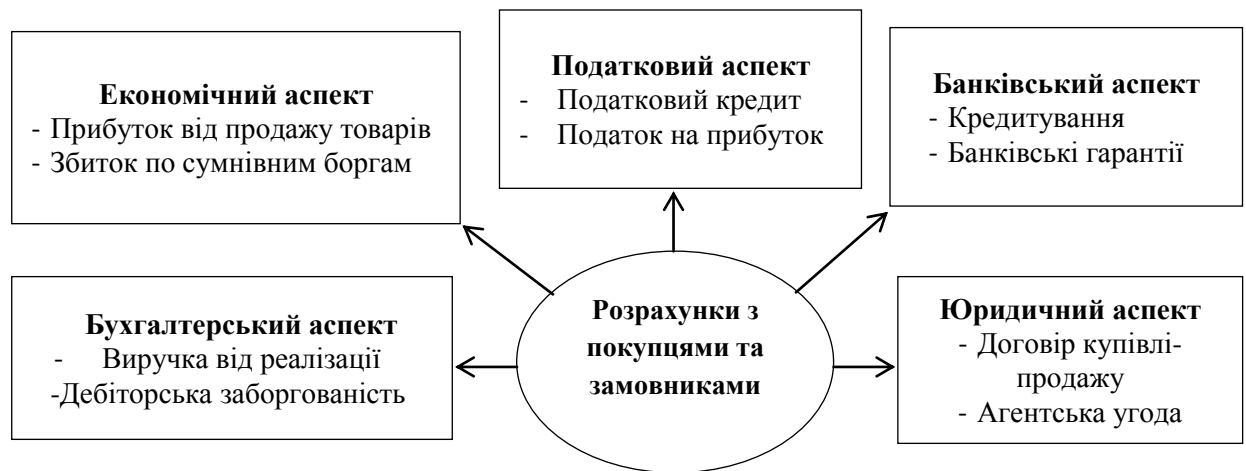 Економічний аспект
- Прибуток від продажу товарів
- Збиток по сумнівним боргам
Податковий аспект
- Податковий кредит
- Податок на прибуток
Банківський аспект
- Кредитування
- Банківські гарантії
Бухгалтерський аспект
- Виручка від реалізації
-Дебіторська заборгованість
Розрахунки з
покупцями та
замовниками
Юридичний аспект
- Договір купівлі-
продажу
- Агентська угода